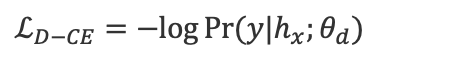 ℒ_{D−CE} = −log Pr(y|h_x; θ_d)